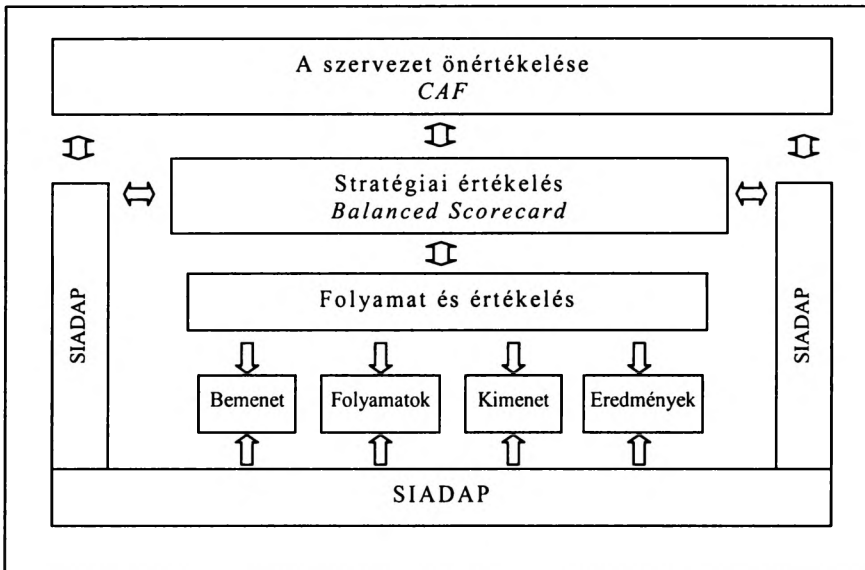 A szervezet önértékelése
CAF
Stratégiai értékelés
Balanced Scorecard
Folyamat és értékelés
SIADAP
SIADAP
Bemenet
Folyamatok
Kimenet
Eredmények
SIADAP